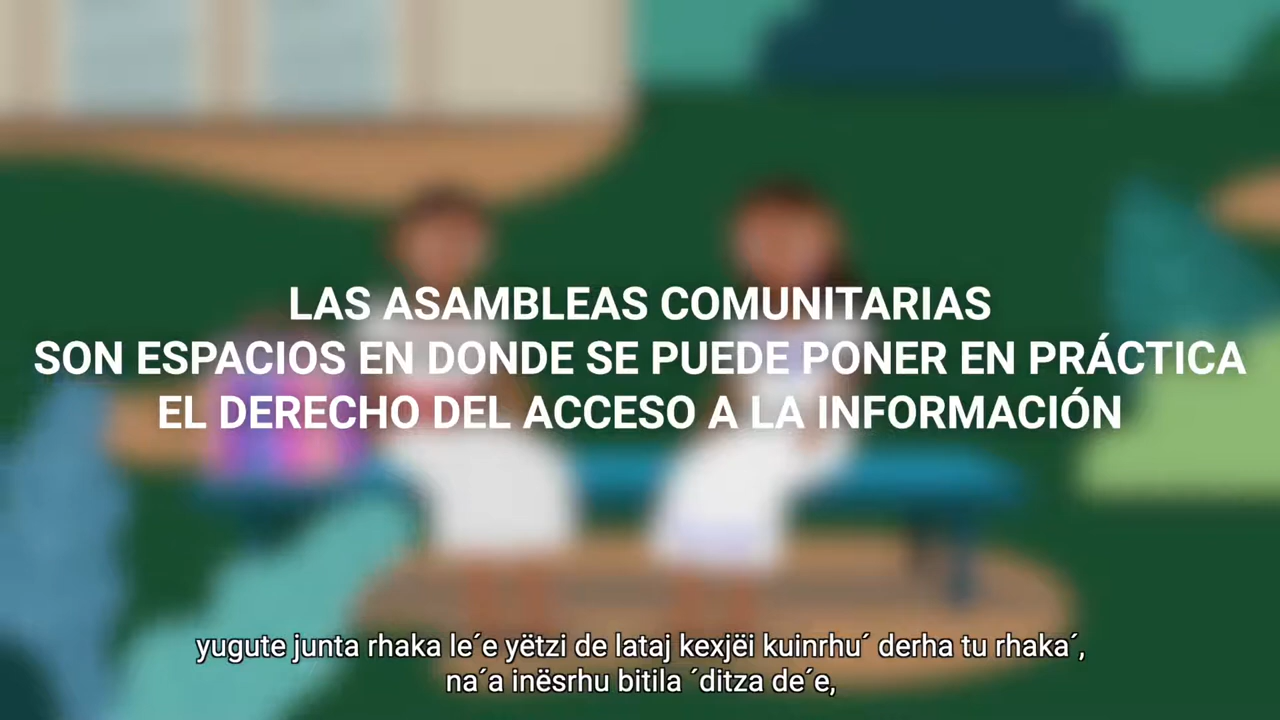 LAS ASAMBLEAS COMUNITARIAS
SON ESPACIOS EN DONDE SE PUEDE PONER EN PRÁCTICA
EL DERECHO DEL ACCESO A LA INFORMACIÓN
yugute junta rhaka le´e yëtzi de lataj kexjëi kuinrhu´ derha tu rhaka´,
na´a inësrhu bitila ´ditza de´e,